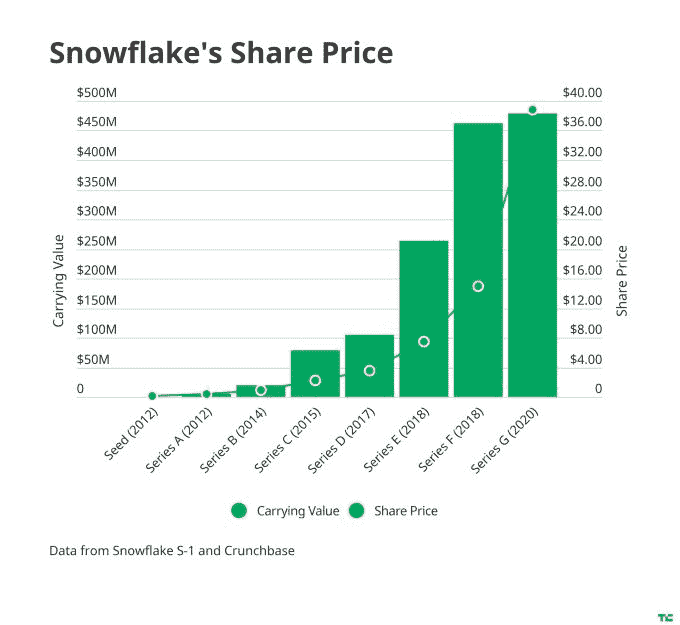 Snowflake's Share Price
$500M
$450M
$400M
$350M
$300M
$250M
$200M
$150M
$100M
$50M
0
Carrying Value
$40.00
$36.00
$32.00
$28.00
$24.00
$20.00
$16.00
$12.00
$8.00
$4.00
0
Share Price
Seed (2012)
Series A (2012)
Series B (2014)
Series C (2015)
Series D (2017)
Series E (2018)
Series F (2018)
Series G (2020)
Carrying Value Share Price
Data from Snowflake S-1 and Crunchbase
TC